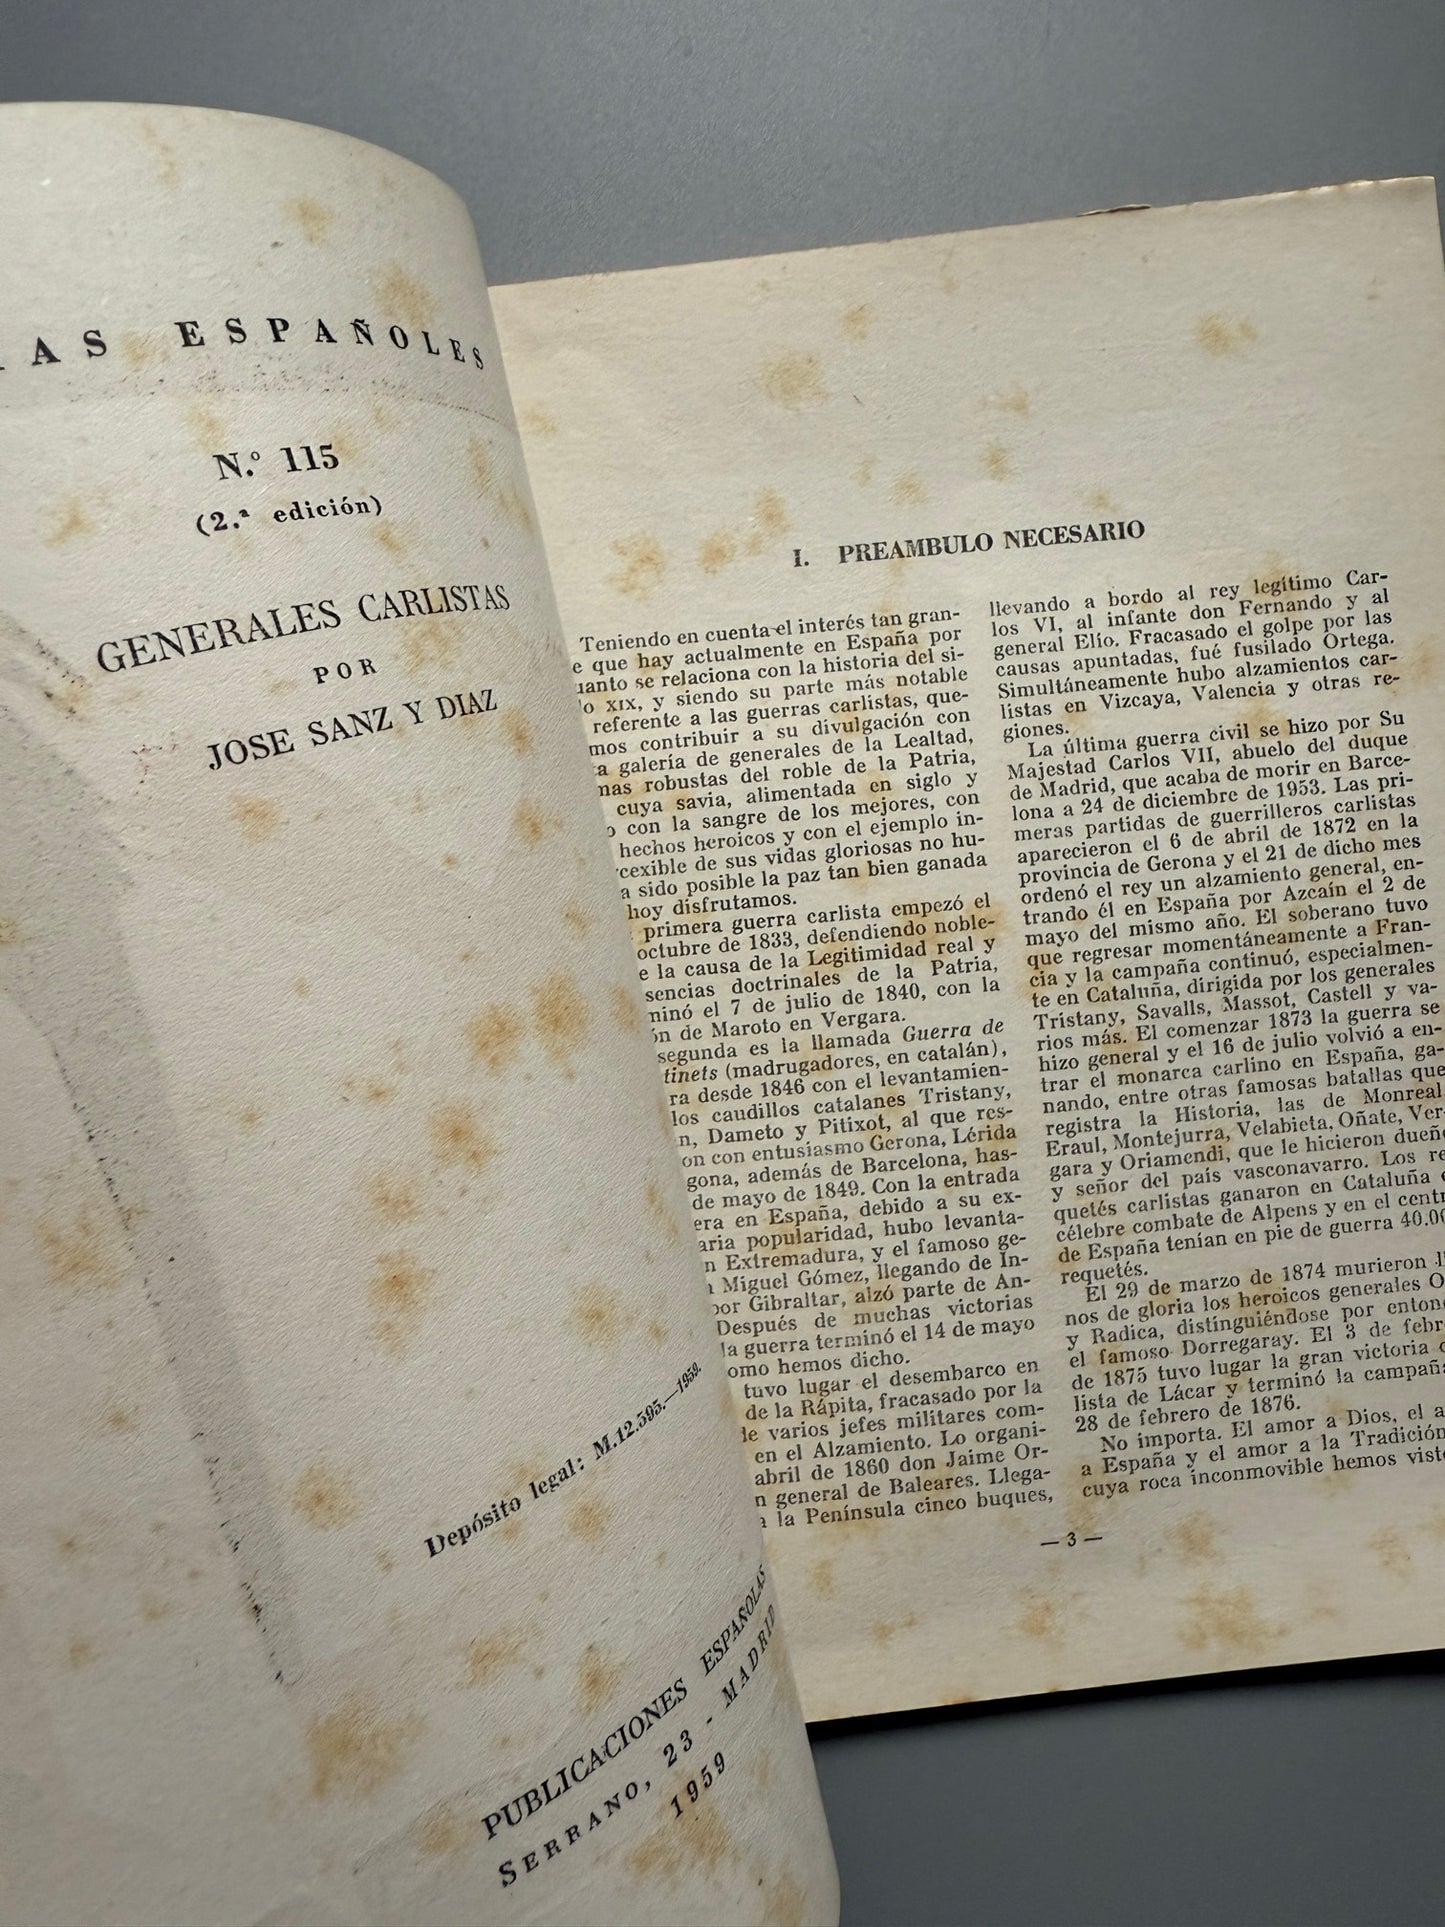 AS ESPAÑOLES
N.º 115
(2.ª edición)
GENERALES CARLISTAS
POR
JOSE SANZ Y DIAZ
Depósito legal: M.12.595.—1959.
PUBLICACIONES ESPAÑOLAS
SERRANO, 23 - MADRID
1959
I. PREAMBULO NECESARIO
Teniendo en cuenta el interés tan gran-
e que hay actualmente en España por
uanto se relaciona con la historia del si-
lo XIX, y siendo su parte más notable
referente a las guerras carlistas, que-
mos contribuir a su divulgación con
a galería de generales de la Lealtad,
mas robustas del roble de la Patria,
cuya savia, alimentada en siglo y
o con la sangre de los mejores, con
hechos heroicos y con el ejemplo in-
cexible de sus vidas gloriosas no hu-
a sido posible la paz tan bien ganada
hoy disfrutamos.
primera guerra carlista empezó el
octubre de 1833, defendiendo noble-
e la causa de la Legitimidad real y
sencias doctrinales de la Patria,
minó el 7 de julio de 1840, con la
ón de Maroto en Vergara.
segunda es la llamada Guerra de
tinets (madrugadores, en catalán),
ra desde 1846 con el levantamien-
los caudillos catalanes Tristany,
n, Dameto y Pitixot, al que res-
on con entusiasmo Gerona, Lérida
gona, además de Barcelona, has-
de mayo de 1849. Con la entrada
era en España, debido a su ex-
aria popularidad, hubo levanta-
n Extremadura, y el famoso ge-
Miguel Gómez, llegando de In-
por Gibraltar, alzó parte de An-
Después de muchas victorias
la guerra terminó el 14 de mayo
omo hemos dicho.
tuvo lugar el desembarco en
de la Rápita, fracasado por la
de varios jefes militares com-
en el Alzamiento. Lo organi-
abril de 1860 don Jaime Or-
n general de Baleares. Llega-
a la Península cinco buques,
llevando a bordo al rey legítimo Car-
los VI, al infante don Fernando y al
general Elío. Fracasado el golpe por las
causas apuntadas, fué fusilado Ortega.
Simultáneamente hubo alzamientos car-
listas en Vizcaya, Valencia y otras re-
giones.
La última guerra civil se hizo por Su
Majestad Carlos VII, abuelo del duque
de Madrid, que acaba de morir en Barce-
lona a 24 de diciembre de 1953. Las pri-
meras partidas de guerrilleros carlistas
aparecieron el 6 de abril de 1872 en la
provincia de Gerona y el 21 de dicho mes
ordenó el rey un alzamiento general, en-
trando él en España por Azcaín el 2 de
mayo del mismo año. El soberano tuvo
que regresar momentáneamente a Fran-
cia y la campaña continuó, especialmen-
te en Cataluña, dirigida por los generales
Tristany, Savalls, Massot, Castell y va-
rios más. El comenzar 1873 la guerra se
hizo general y el 16 de julio volvió a en-
trar el monarca carlino en España, ga-
nando, entre otras famosas batallas que
registra la Historia, las de Monreal,
Eraul, Montejurra, Velabieta, Oñate, Ver-
gara y Oriamendi, que le hicieron dueño
y señor del país vasconavarro. Los re
quetés carlistas ganaron en Cataluña e
célebre combate de Alpens y en el centr
de España tenían en pie de guerra 40.00
requetés.
El 29 de marzo de 1874 murieron ll
nos de gloria los heroicos generales O
y Radica, distinguiéndose por entonc
el famoso Dorregaray. El 3 de febre
de 1875 tuvo lugar la gran victoria c
lista de Lácar y terminó la campaña
28 de febrero de 1876.
No importa. El amor a Dios, el a
a España y el amor a la Tradición
cuya roca inconmovible hemos visto
— 3 —